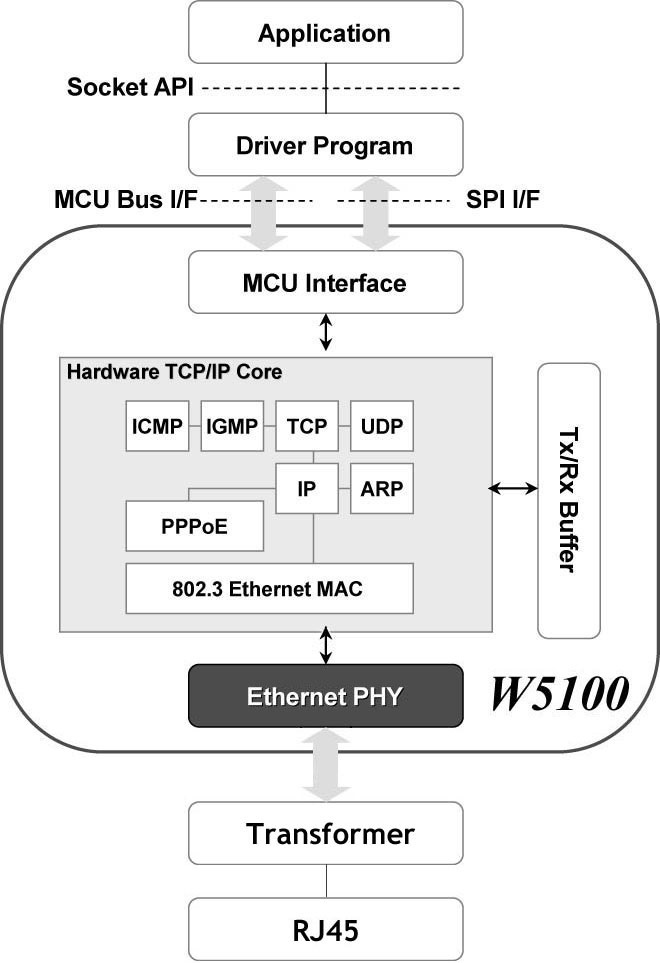 Application
Socket API
Driver Program
MCU Bus I/F
SPI I/F
MCU Interface
Hardware TCP/IP Core
ICMP
IGMP
TCP
UDP
IP
ARP
PPPoE
802.3 Ethernet MAC
Tx/Rx Buffer
Ethernet PHY
W5100
Transformer
RJ45